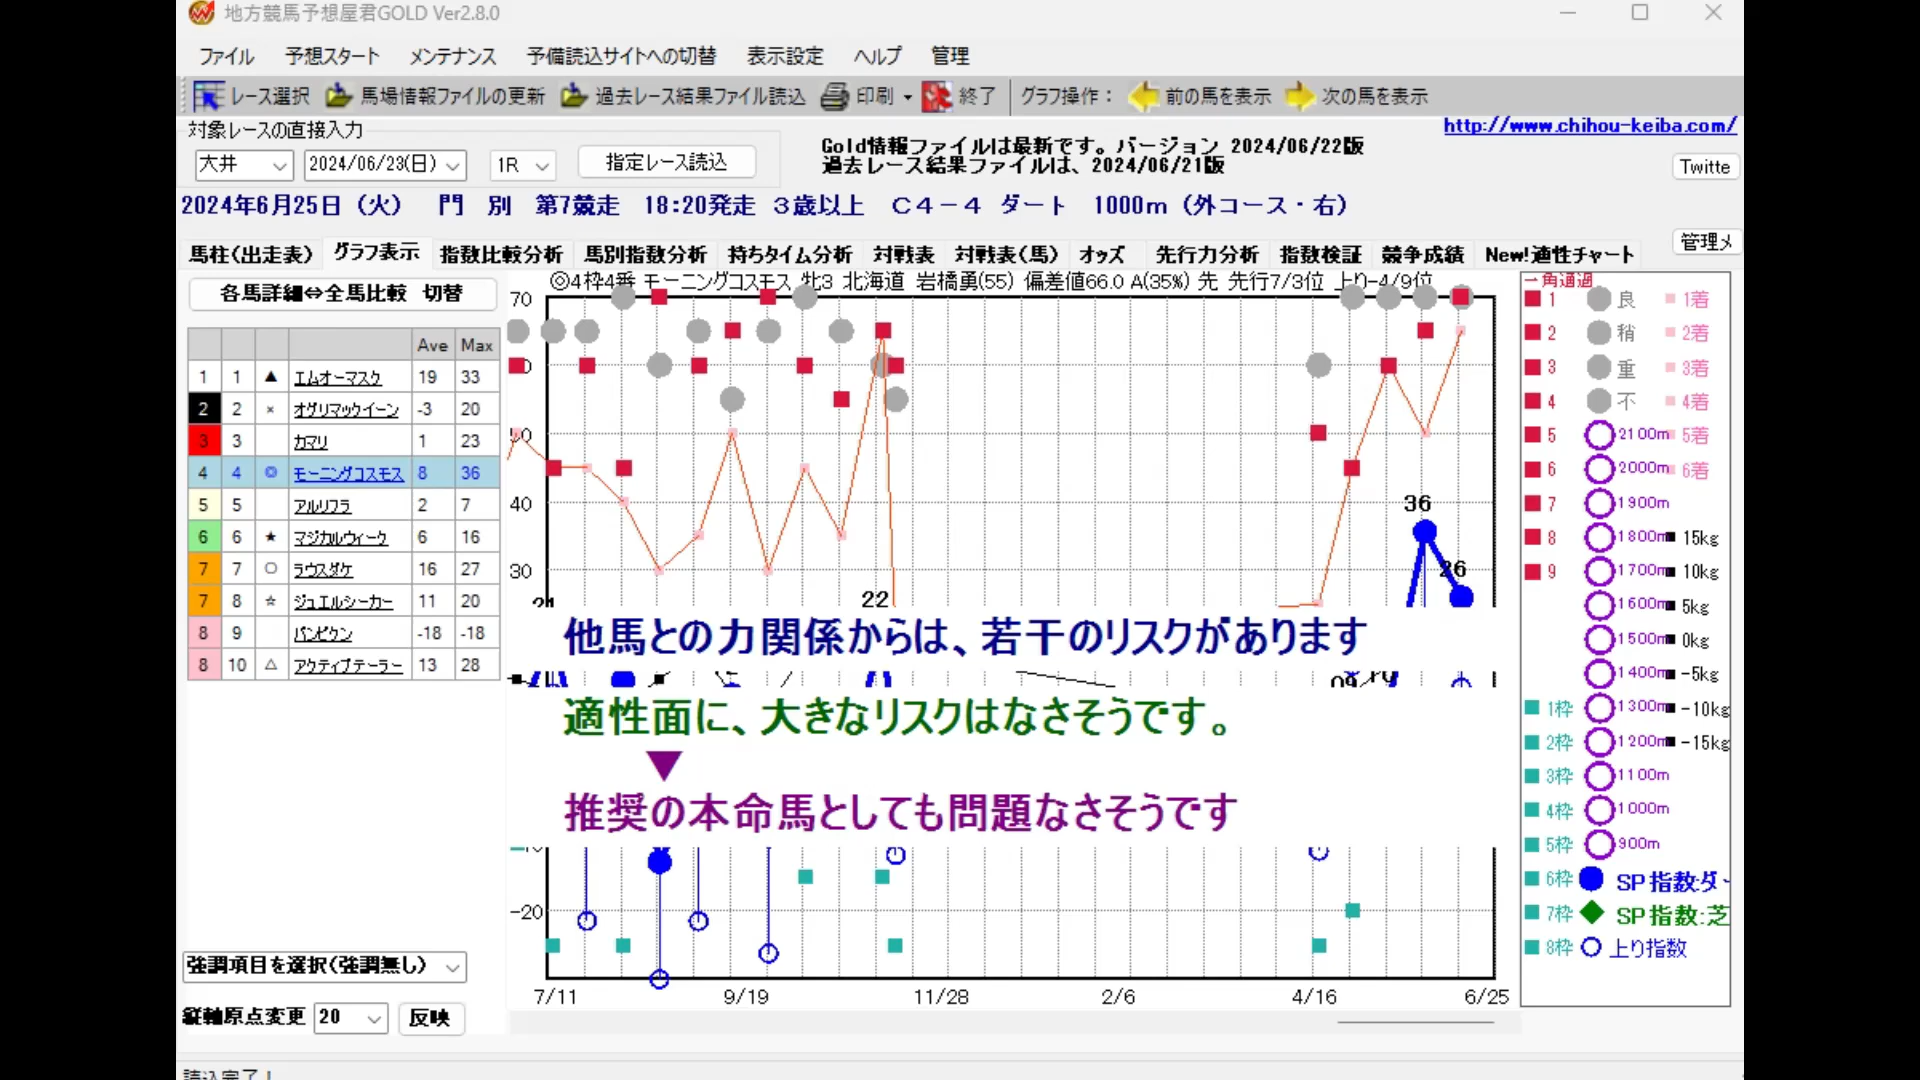 地方競馬予想屋君GOLD Ver2.8.0
ファイル 予想スタート メンテナンス 予備読込サイトへの切替 表示設定 ヘルプ 管理
レース選択 馬場情報ファイルの更新 過去レース結果ファイル読込 印刷 終了 グラフ操作： 前の馬を表示 次の馬を表示
対象レースの直接入力
http://www.chihou-keiba.com/
大井 2024/06/23(日) 1R 指定レース読込
Gold情報ファイルは最新です。バージョン 2024/06/22版
過去レース結果ファイルは、2024/06/21版
Twitte
2024年6月25日（火） 門 別 第7競走 18:20発走 3歳以上 C4－4 ダート 1000m（外コース・右）
馬柱(出走表) グラフ表示 指数比較分析 馬別指数分析 持ちタイム分析 対戦表 対戦表(馬) オッズ 先行力分析 指数検証 競争成績 New!適性チャート
管理メ
各馬詳細⇔全馬比較 切替
◎4枠4番 モーニングコスモス 牝3 北海道 岩橋勇(55) 偏差値66.0 A(35%) 先 先行7/3位 上り-4/9位
Ave Max
1 1 ▲ エムオーマスク 19 33
2 2 × オグリマックイーン -3 20
3 3 カマリ 1 23
4 4 ◎ モーニングコスモス 8 36
5 5 アルリフラ 2 7
6 6 ★ マジカルウィーク 6 16
7 7 ○ ラウスダケ 16 27
7 8 ☆ ジュエルシーカー 11 20
8 9 パンピクン -18 -18
8 10 △ アクティブテーラー 13 28
70
50
40
30
36
26
22
他馬との力関係からは、若干のリスクがあります
適性面に、大きなリスクはなさそうです。
▼
推奨の本命馬としても問題なさそうです
-20
7/11 9/19 11/28 2/6 4/16 6/25
一角通過
1 良 1着
2 稍 2着
3 重 3着
4 不 4着
5 2100m 5着
6 2000m 6着
7 1900m
8 1800m 15kg
9 1700m 10kg
1600m 5kg
1500m 0kg
1400m -5kg
1枠 1300m -10kg
2枠 1200m -15kg
3枠 1100m
4枠 1000m
5枠 900m
6枠 SP指数:ダ
7枠 SP指数:芝
8枠 上り指数
強調項目を選択(強調無し)
縦軸原点変更 20 反映
読込完了！